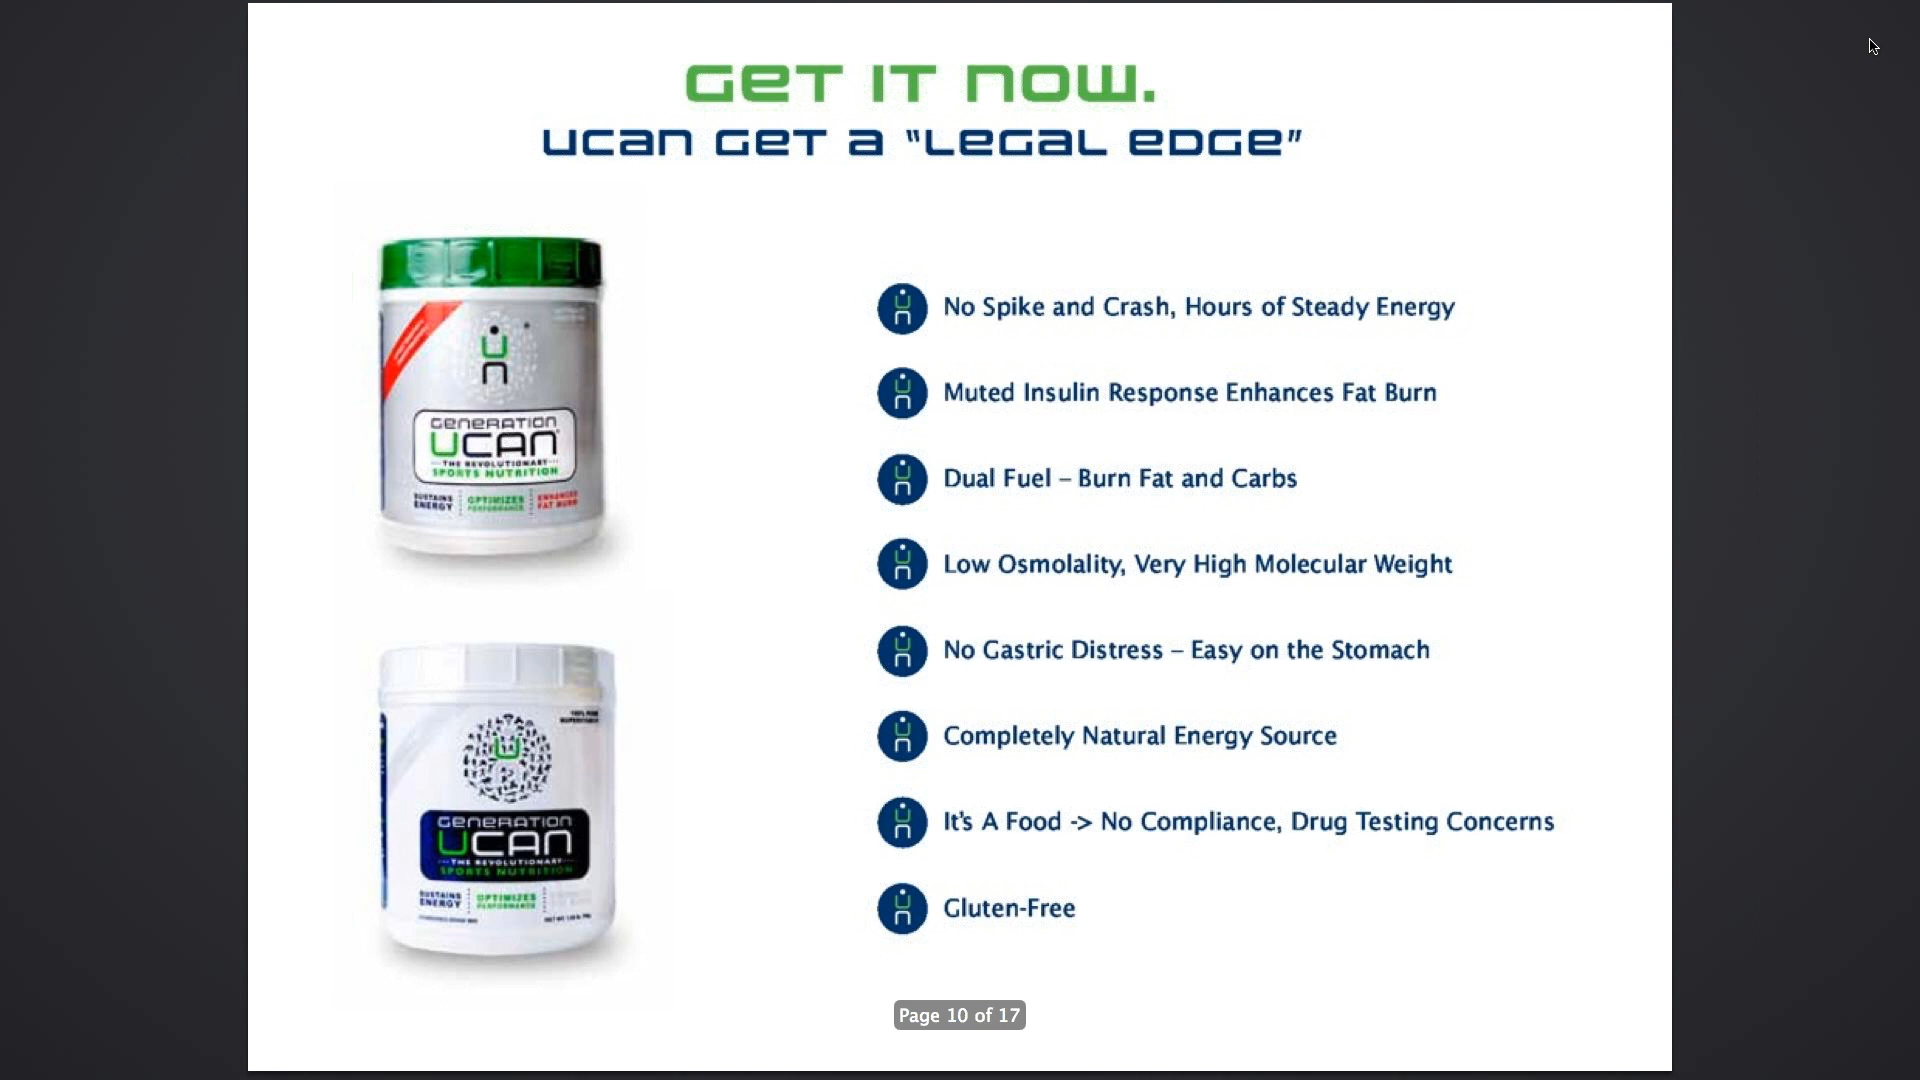 GET IT NOW.
UCAN GET A “LEGAL EDGE”
GENERATION
UCAN
THE REVOLUTIONARY
SPORTS NUTRITION
SUSTAINS ENERGY
OPTIMIZES PERFORMANCE
ENHANCES FAT BURN
GENERATION
UCAN
THE REVOLUTIONARY
SPORTS NUTRITION
SUSTAINS ENERGY
OPTIMIZES PERFORMANCE
No Spike and Crash, Hours of Steady Energy
Muted Insulin Response Enhances Fat Burn
Dual Fuel – Burn Fat and Carbs
Low Osmolality, Very High Molecular Weight
No Gastric Distress – Easy on the Stomach
Completely Natural Energy Source
It's A Food -> No Compliance, Drug Testing Concerns
Gluten-Free
Page 10 of 17